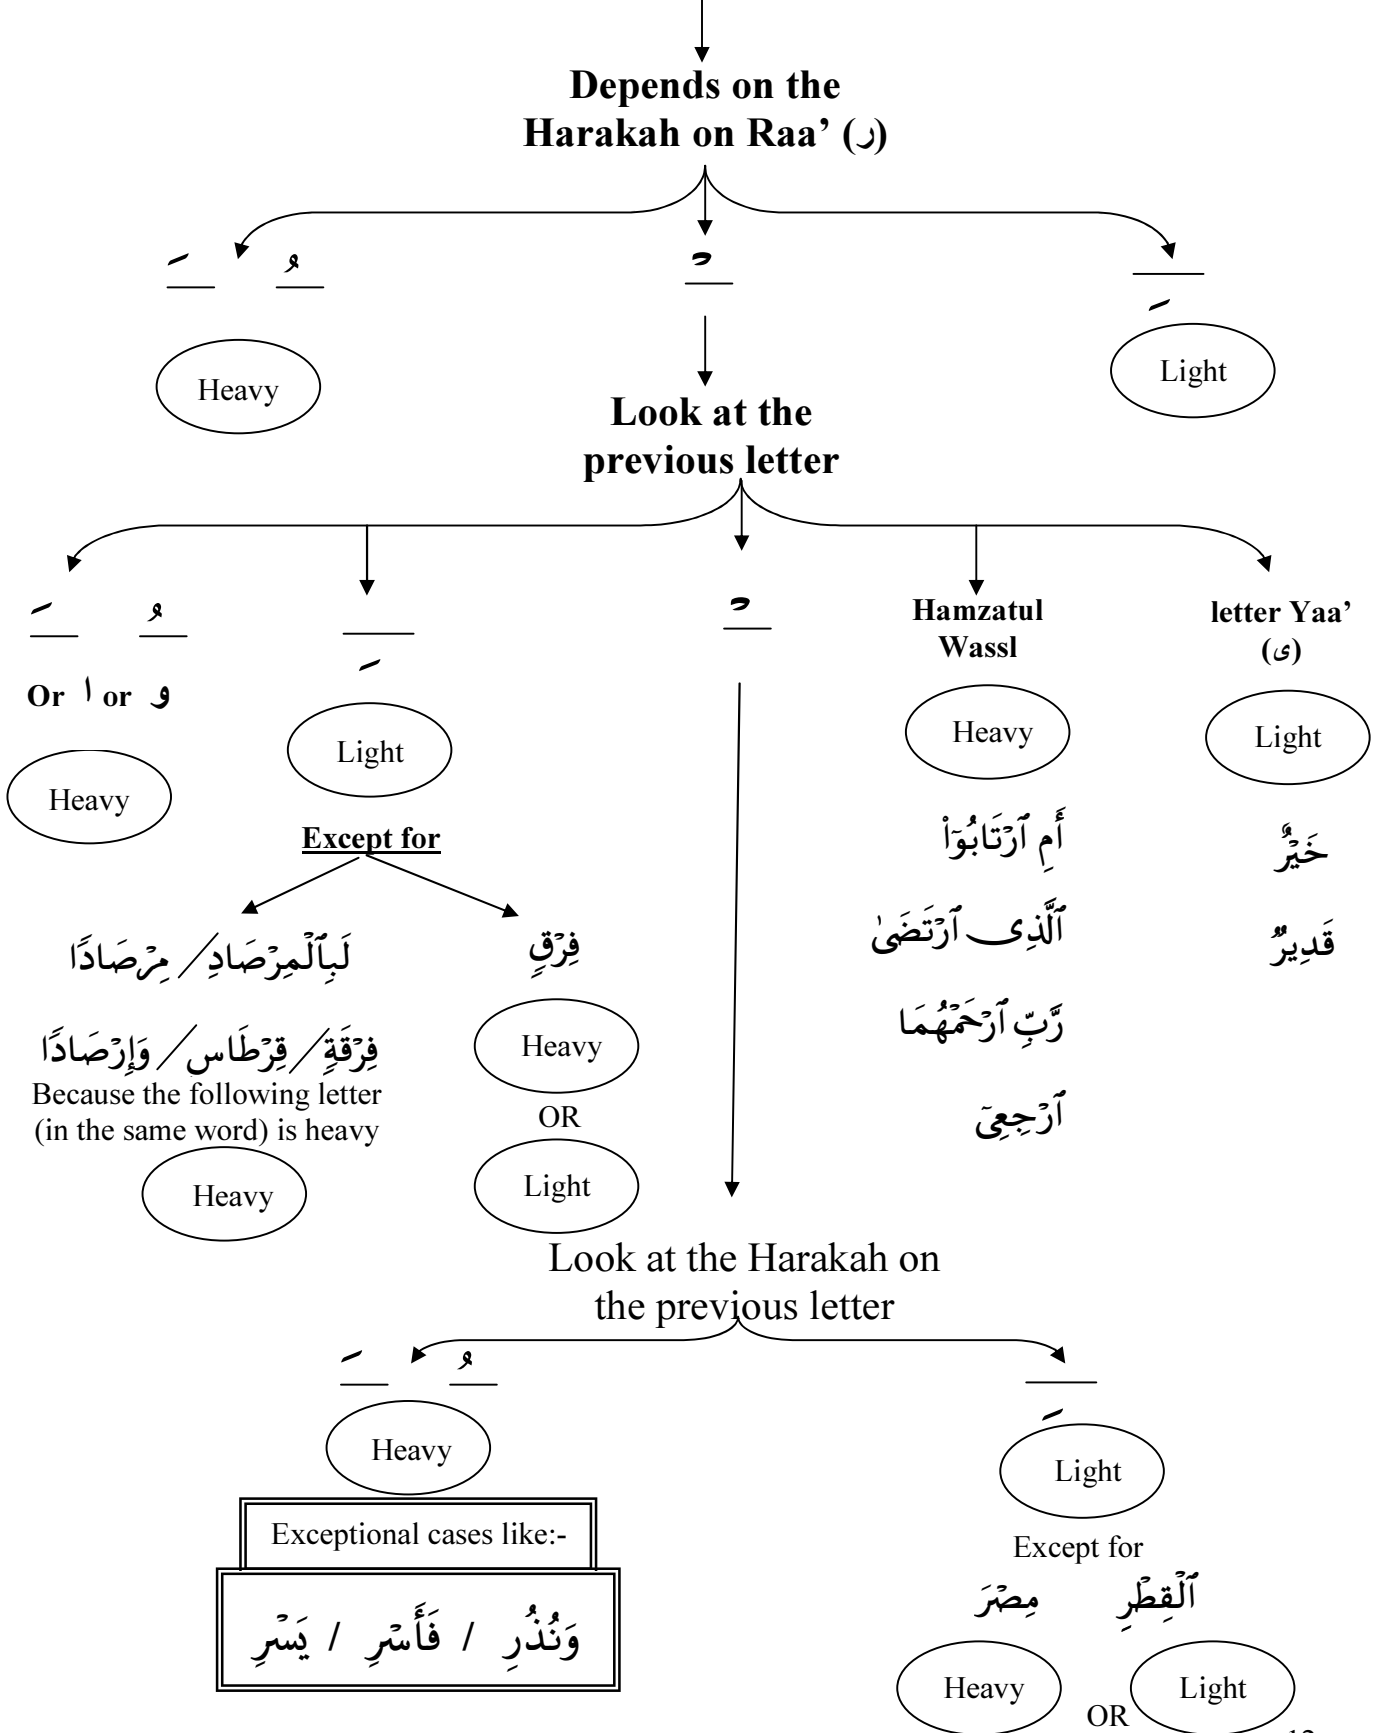 Depends on the
Harakah on Raa’ (ر)
Heavy
Light
Look at the
previous letter
Or ا or و
Heavy
Light
Except for
لَبِٱلْمِرْصَادِ / مِرْصَادًا
فِرْقَةٍ / قِرْطَاس / وَإِرْصَادًا
Because the following letter
(in the same word) is heavy
Heavy
فِرْقٍ
Heavy
OR
Light
Hamzatul
Wassl
Heavy
أَمِ ٱرْتَابُوٓا۟
ٱلَّذِى ٱرْتَضَىٰ
رَّبِّ ٱرْحَمْهُمَا
ٱرْجِعِىٓ
letter Yaa’
(ى)
Light
خَيْرٌ
قَدِيرٌ
Look at the Harakah on
the previous letter
Heavy
Exceptional cases like:-
وَنُذُرِ / فَأَسْرِ / يَسْرِ
Light
Except for
ٱلْقِطْرِ مِصْرَ
Heavy OR Light